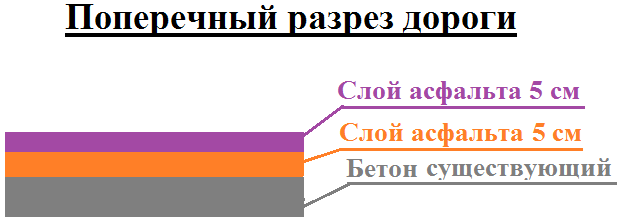 Поперечный разрез дороги
Слой асфальта 5 см
Слой асфальта 5 см
Бетон существующий